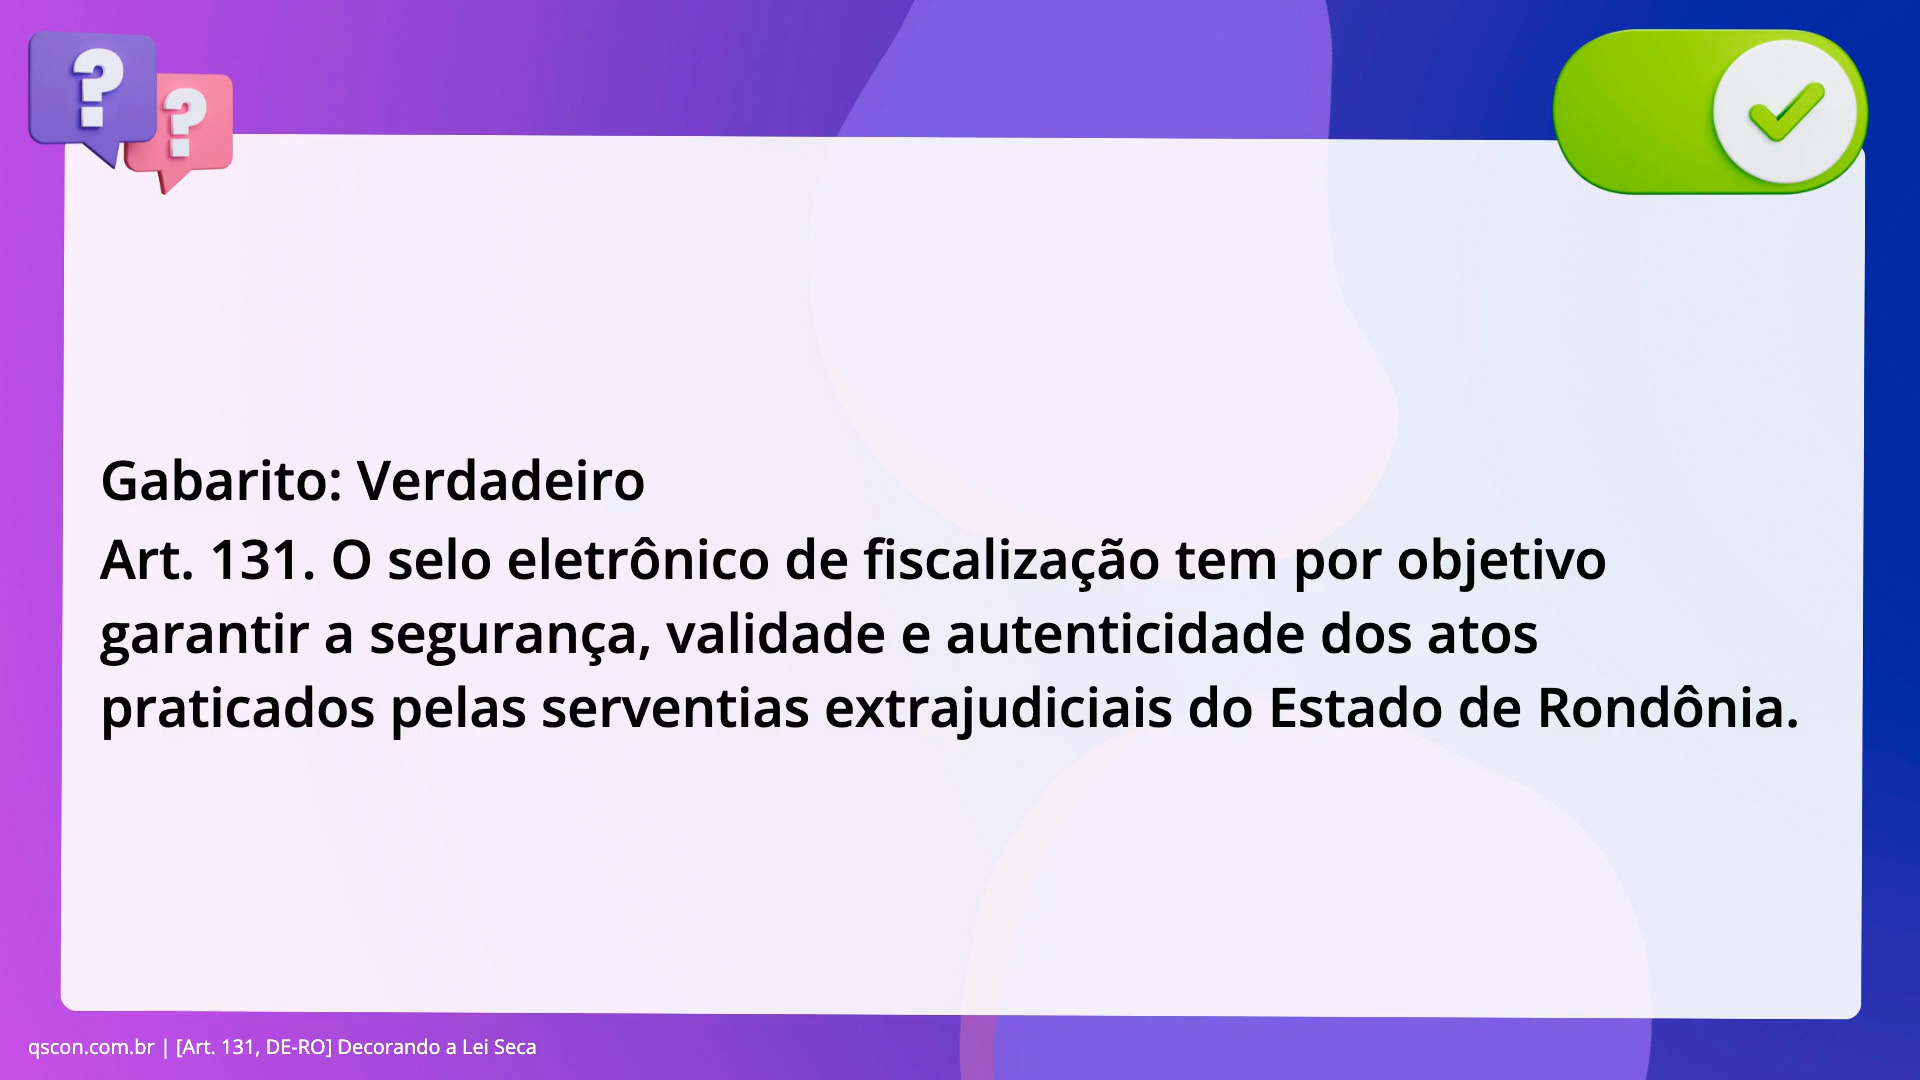 Gabarito: Verdadeiro
Art. 131. O selo eletrônico de fiscalização tem por objetivo
garantir a segurança, validade e autenticidade dos atos
praticados pelas serventias extrajudiciais do Estado de Rondônia.
qscon.com.br | [Art. 131, DE-RO] Decorando a Lei Seca